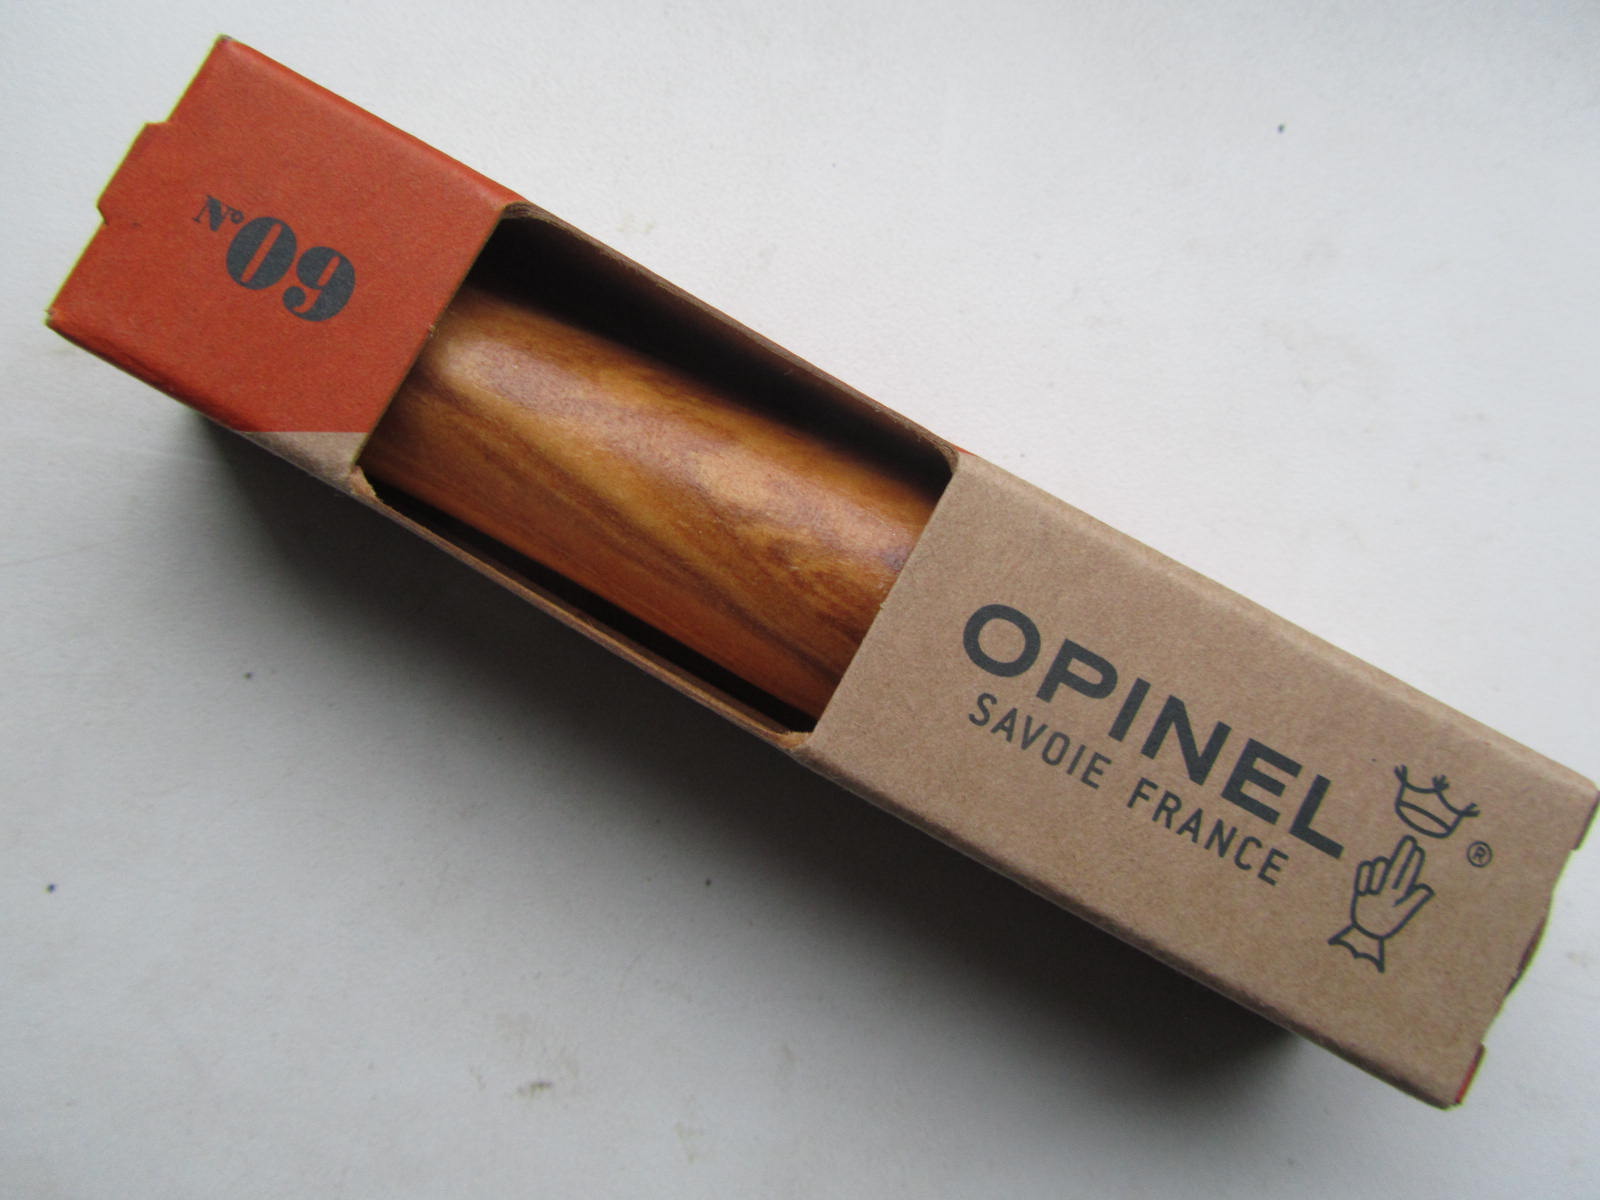 N°09
OPINEL
SAVOIE FRANCE
®